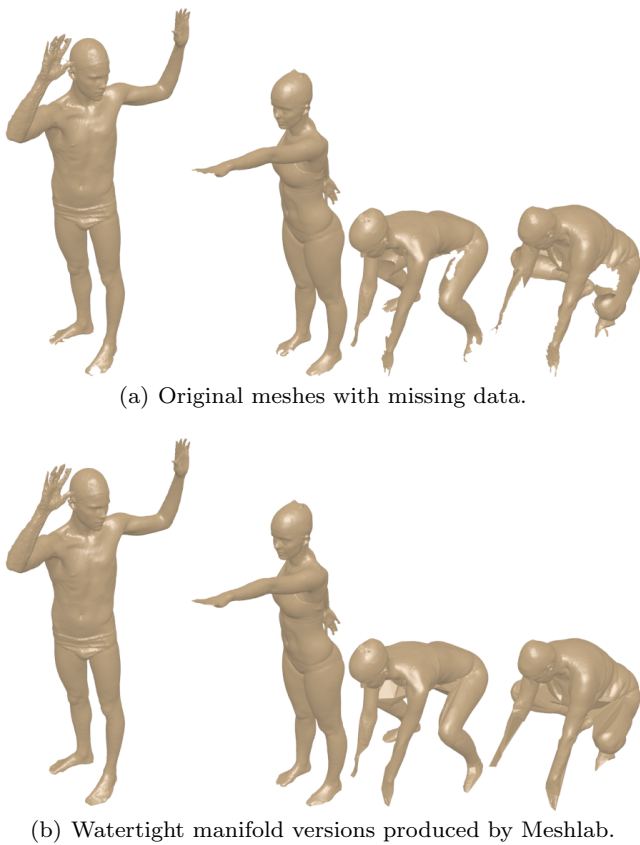 (a) Original meshes with missing data.
(b) Watertight manifold versions produced by Meshlab.